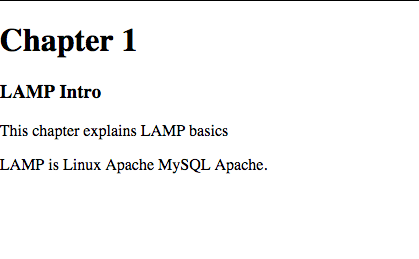 Chapter 1
LAMP Intro
This chapter explains LAMP basics
LAMP is Linux Apache MySQL Apache.